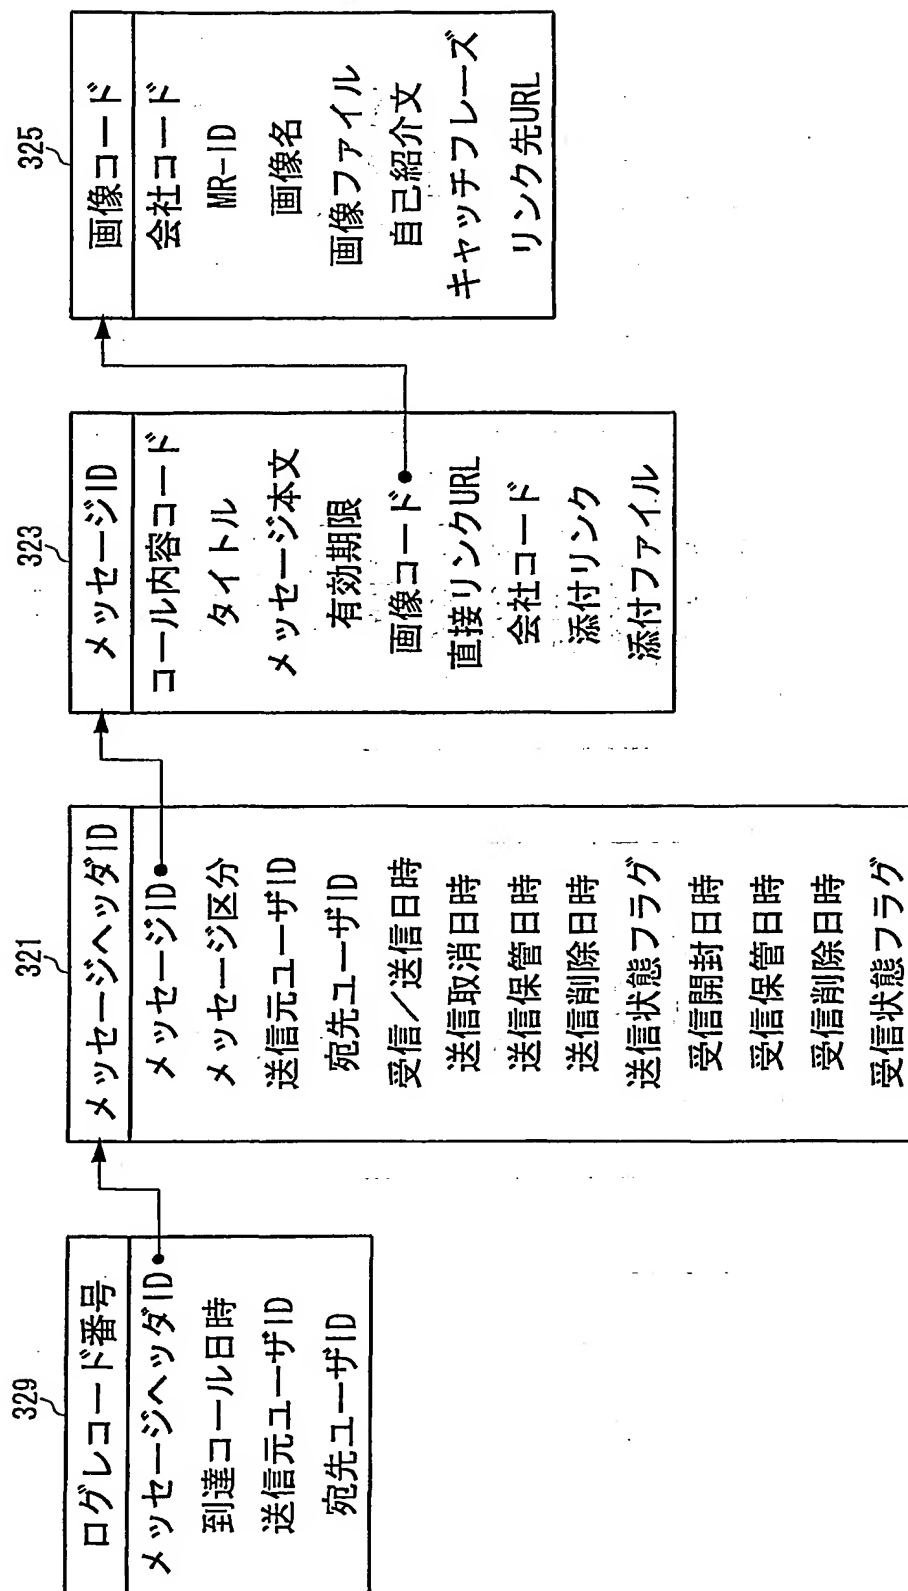 329
ログレコード番号
メッセージヘッダID
到達コール日時
送信元ユーザID
宛先ユーザID
321
メッセージヘッダID
メッセージID
メッセージ区分
送信元ユーザID
宛先ユーザID
受信／送信日時
送信取消日時
送信保管日時
送信削除日時
送信状態フラグ
受信開封日時
受信保管日時
受信削除日時
受信状態フラグ
323
メッセージID
コール内容コード
タイトル
メッセージ本文
有効期限
画像コード
直接リンクURL
会社コード
添付リンク
添付ファイル
325
画像コード
会社コード
MR-ID
画像名
画像ファイル
自己紹介文
キャッチフレーズ
リンク先URL